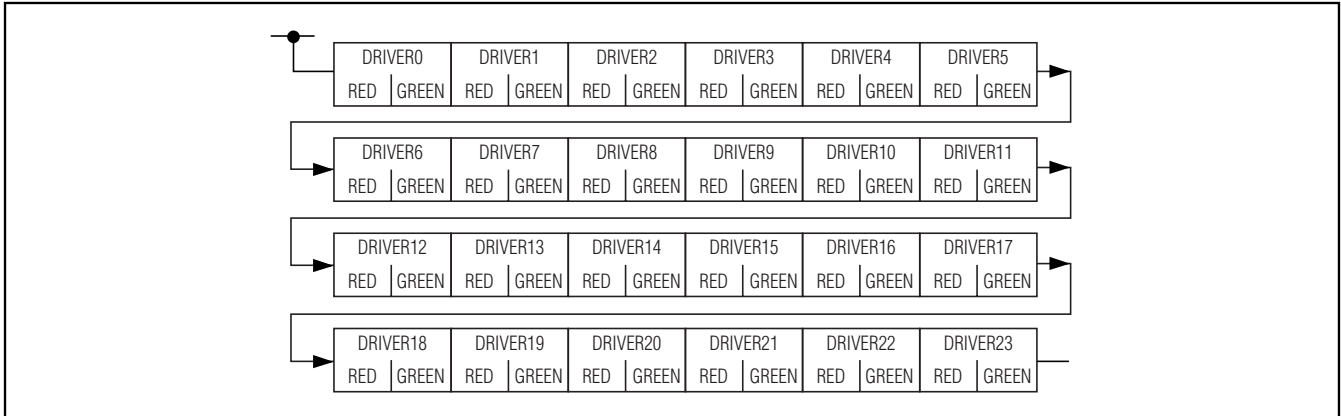 DRIVER0 DRIVER1 DRIVER2 DRIVER3 DRIVER4 DRIVER5
RED GREEN RED GREEN RED GREEN RED GREEN RED GREEN RED GREEN
DRIVER6 DRIVER7 DRIVER8 DRIVER9 DRIVER10 DRIVER11
RED GREEN RED GREEN RED GREEN RED GREEN RED GREEN RED GREEN
DRIVER12 DRIVER13 DRIVER14 DRIVER15 DRIVER16 DRIVER17
RED GREEN RED GREEN RED GREEN RED GREEN RED GREEN RED GREEN
DRIVER18 DRIVER19 DRIVER20 DRIVER21 DRIVER22 DRIVER23
RED GREEN RED GREEN RED GREEN RED GREEN RED GREEN RED GREEN